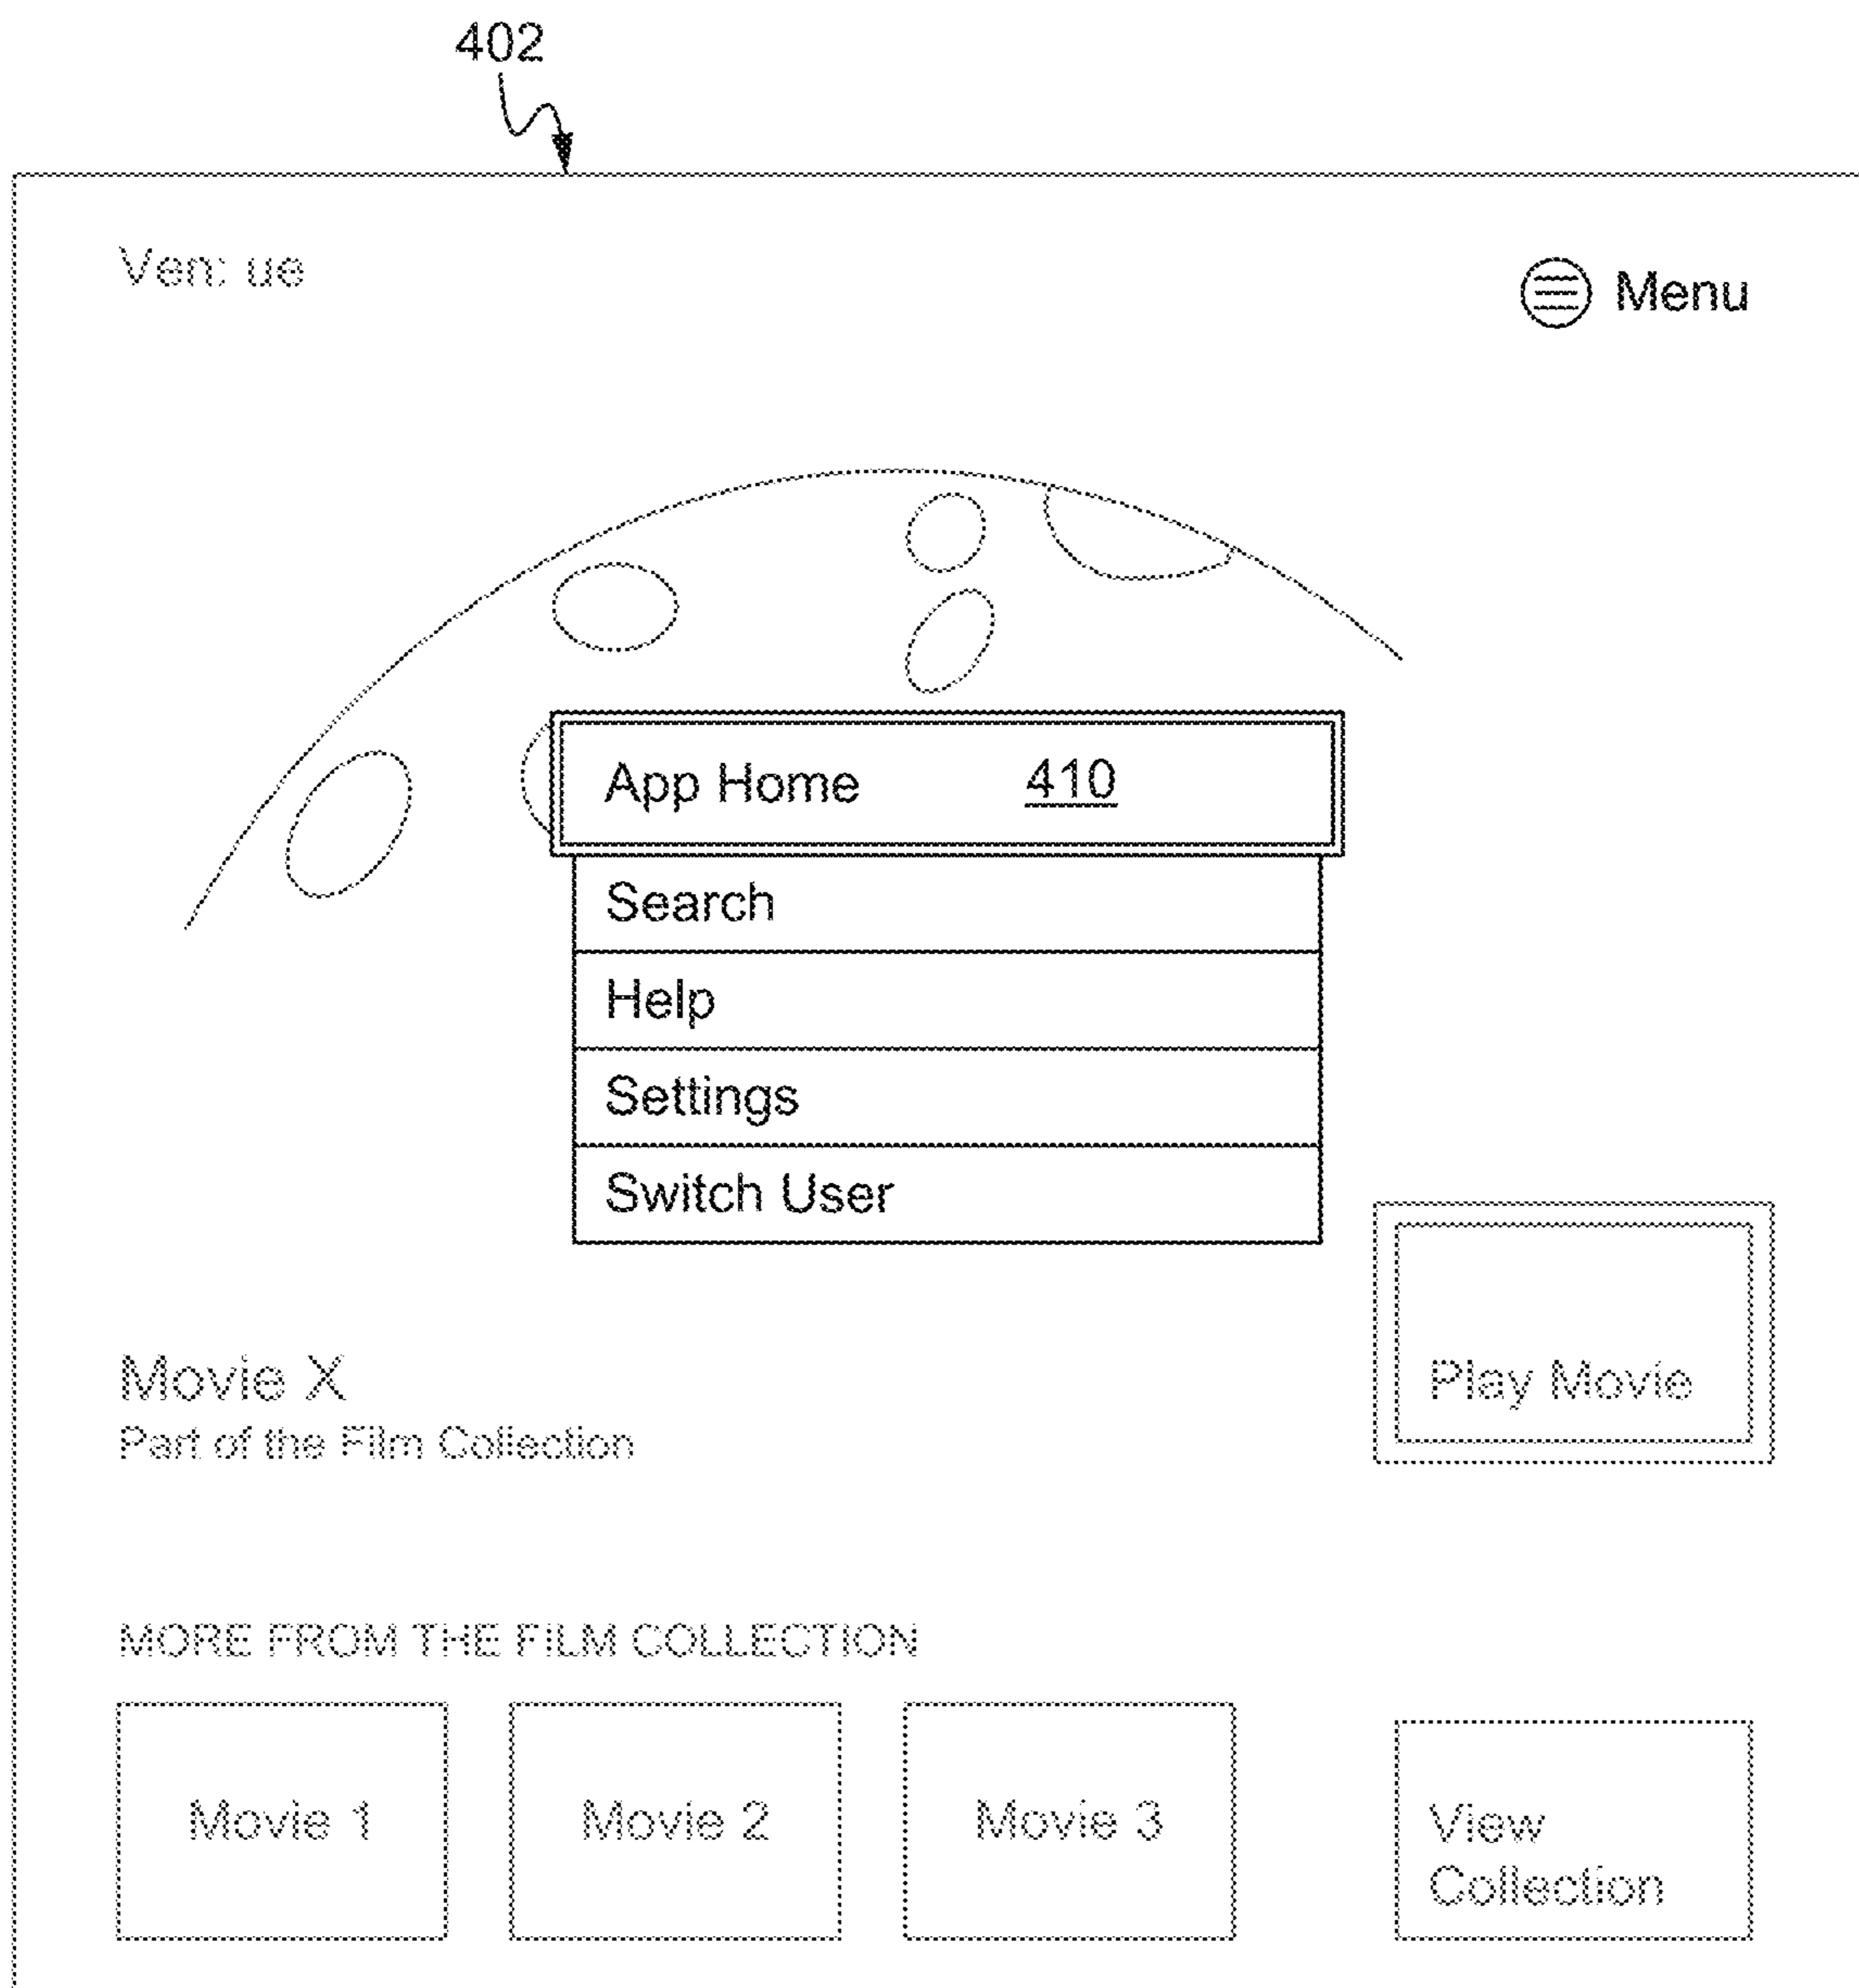 402
Ven: ue
Menu
App Home 410
Search
Help
Settings
Switch User
Movie X
Part of the Film Collection
Play Movie
MORE FROM THE FILM COLLECTION
Movie 1
Movie 2
Movie 3
View
Collection